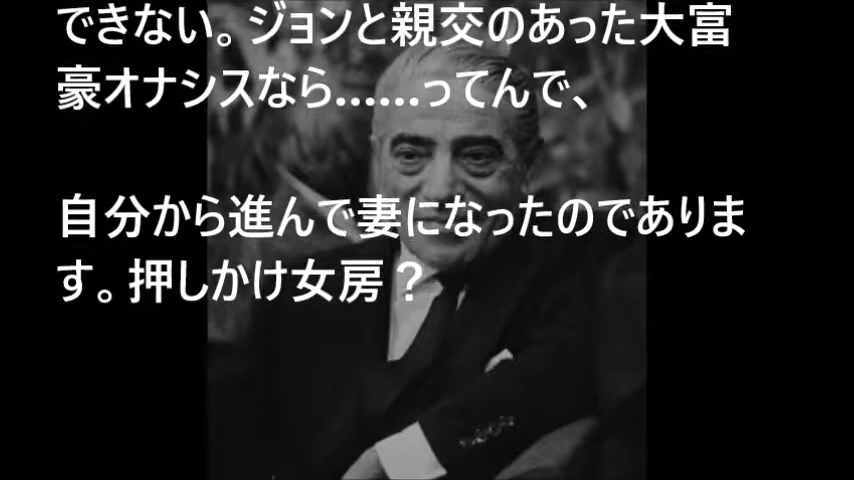 できない。ジョンと親交のあった大富
豪オナシスなら……ってんで、
自分から進んで妻になったのでありま
す。押しかけ女房？